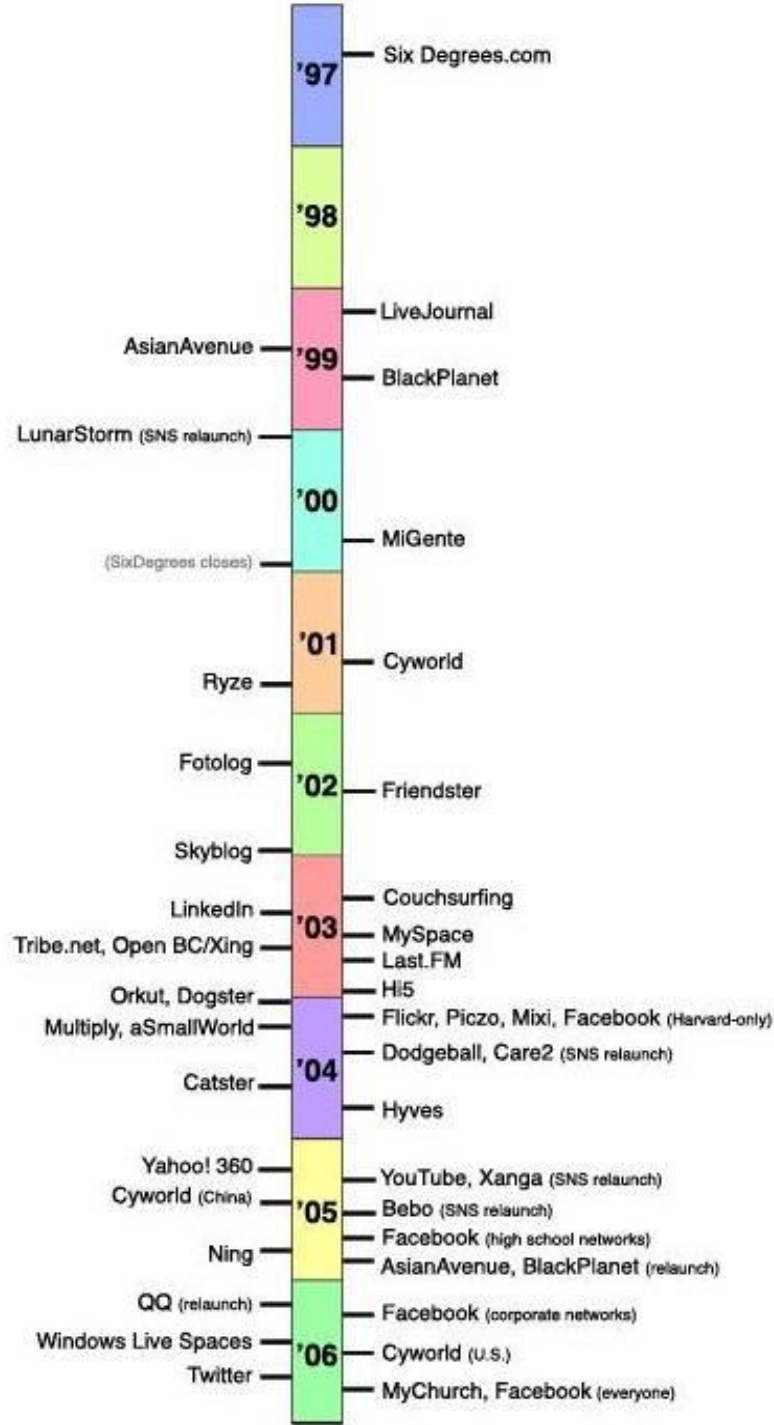 '97
Six Degrees.com
'98
LiveJournal
AsianAvenue
'99
BlackPlanet
LunarStorm (SNS relaunch)
'00
MiGente
(SixDegrees closes)
'01
Cyworld
Ryze
Fotolog
'02
Friendster
Skyblog
Couchsurfing
LinkedIn
'03
MySpace
Tribe.net, Open BC/Xing
Last.FM
Hi5
Orkut, Dogster
Flickr, Piczo, Mixi, Facebook (Harvard-only)
Multiply, aSmallWorld
Dodgeball, Care2 (SNS relaunch)
'04
Catster
Hyves
Yahoo! 360
YouTube, Xanga (SNS relaunch)
Cyworld (China)
'05
Bebo (SNS relaunch)
Facebook (high school networks)
Ning
AsianAvenue, BlackPlanet (relaunch)
QQ (relaunch)
Facebook (corporate networks)
Windows Live Spaces
'06
Cyworld (U.S.)
Twitter
MyChurch, Facebook (everyone)